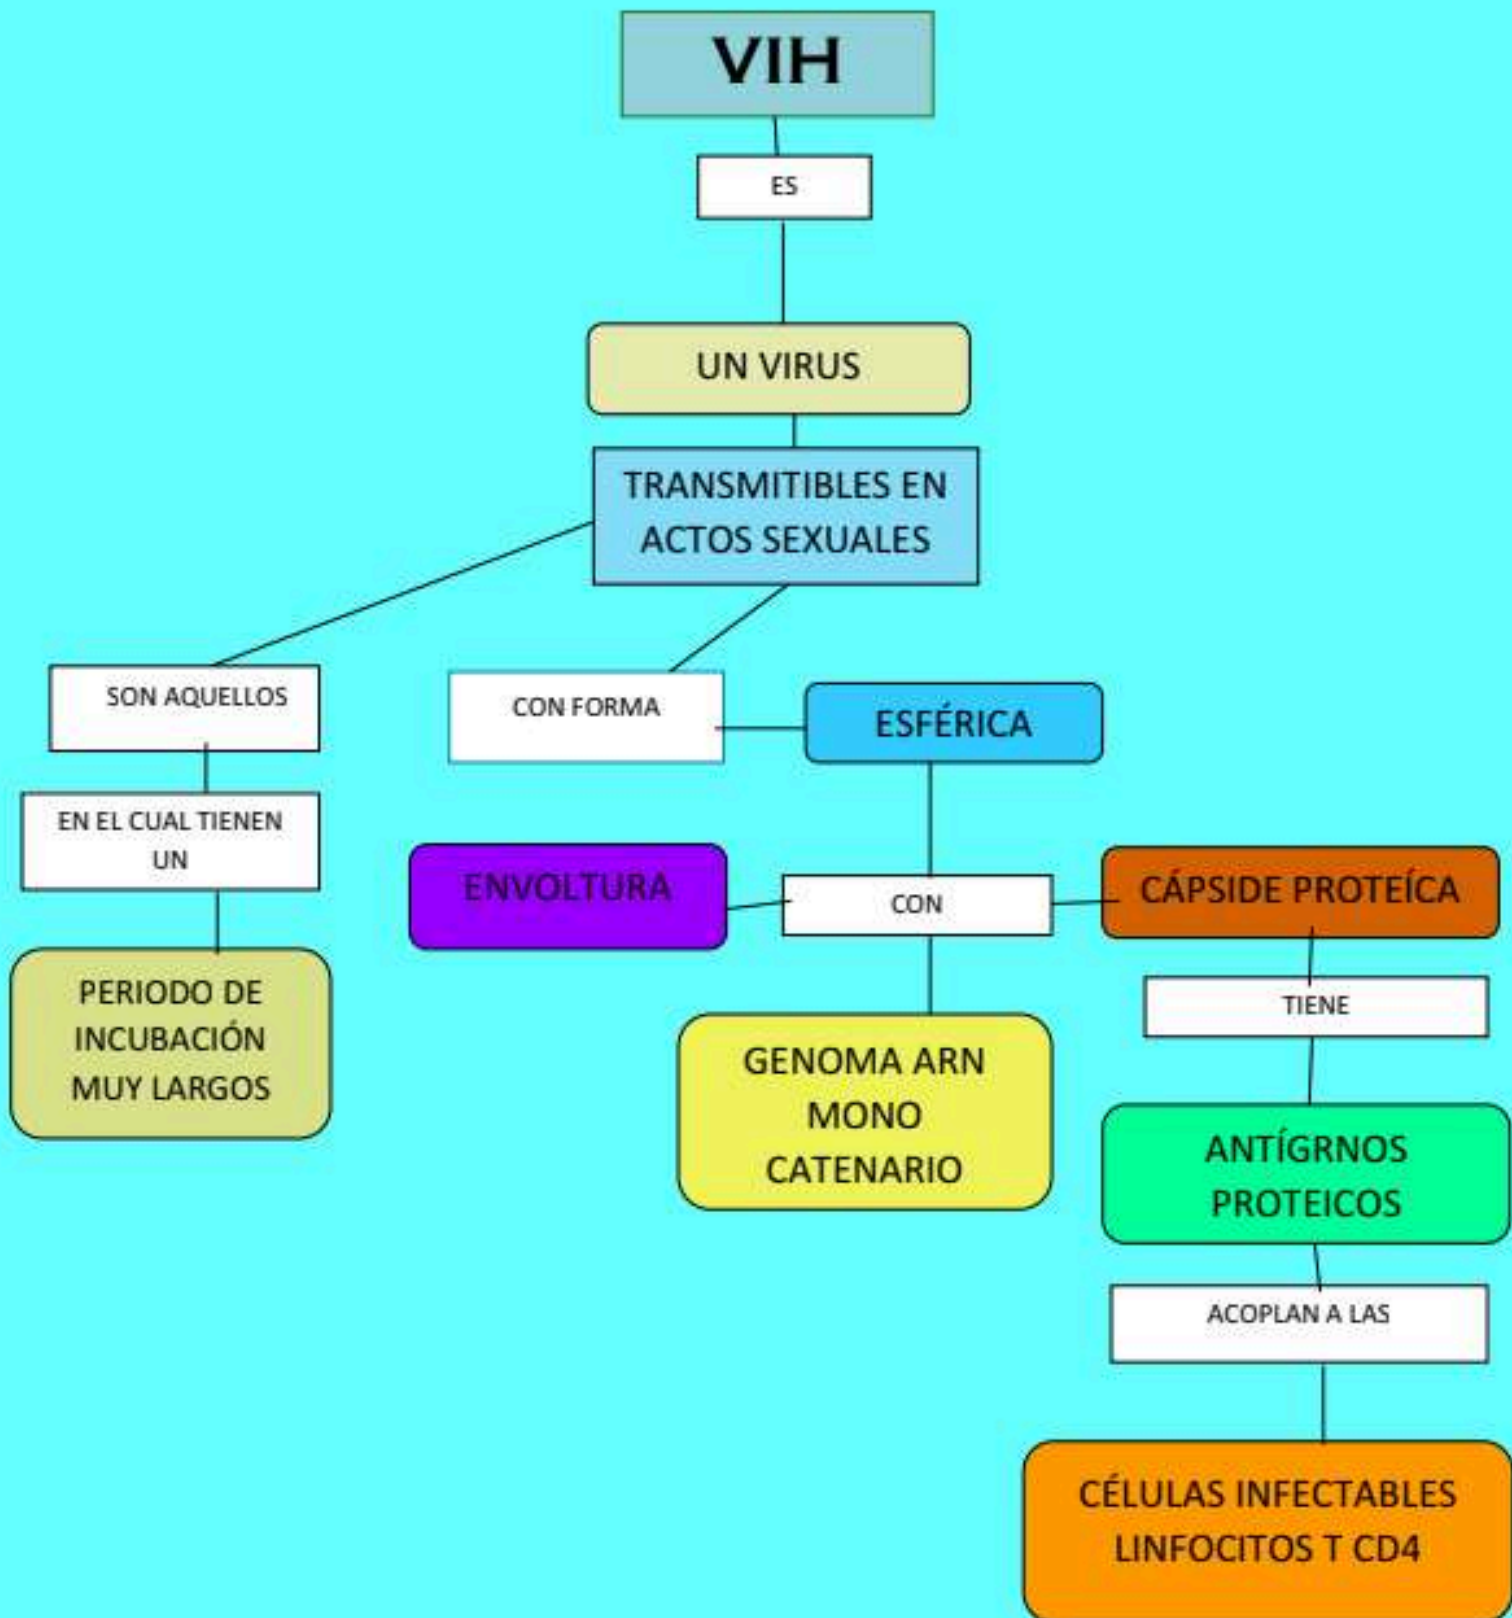 VIH
ES
UN VIRUS
TRANSMITIBLES EN
ACTOS SEXUALES
SON AQUELLOS
EN EL CUAL TIENEN
UN
PERIODO DE
INCUBACIÓN
MUY LARGOS
CON FORMA
ESFÉRICA
ENVOLTURA
CON
CÁPSIDE PROTEÍCA
GENOMA ARN
MONO
CATENARIO
TIENE
ANTÍGRNOS
PROTEICOS
ACOPLAN A LAS
CÉLULAS INFECTABLES
LINFOCITOS T CD4